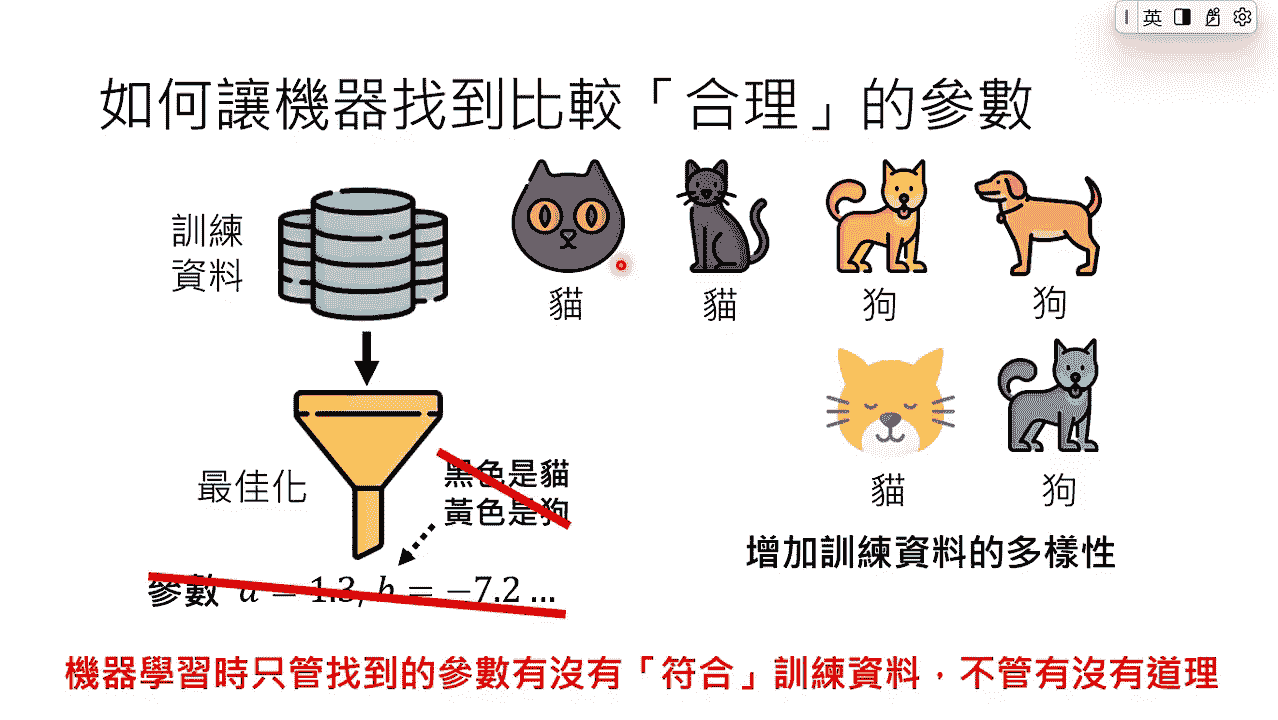 英
如何讓機器找到比較「合理」的參數
訓練
資料
貓
貓
狗
狗
最佳化
黑色是貓
黃色是狗
貓
狗
增加訓練資料的多樣性
參數 a = 1.3, b = −7.2 …
機器學習時只管找到的參數有沒有「符合」訓練資料，不管有沒有道理